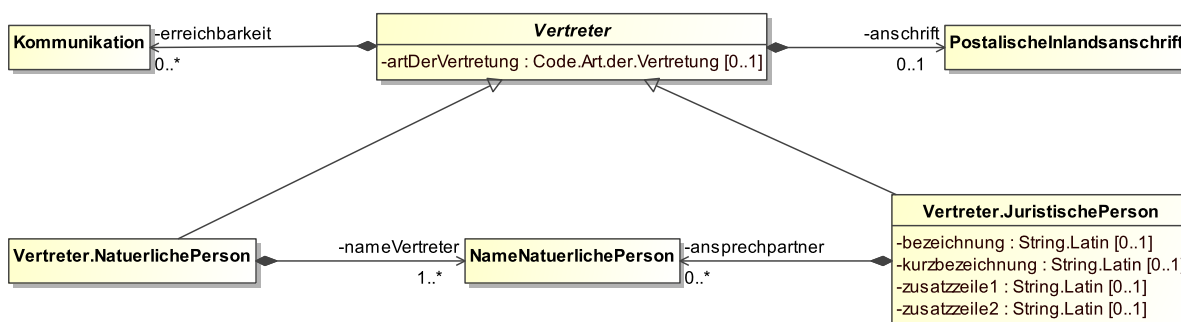 Kommunikation
-erreichbarkeit
0..*
Vertreter
-artDerVertretung : Code.Art.der.Vertretung [0..1]
-anschrift
0..1
PostalischeInlandsanschrift
Vertreter.NatuerlichePerson
-nameVertreter
1..*
NameNatuerlichePerson
-ansprechpartner
0..*
Vertreter.JuristischePerson
-bezeichnung : String.Latin [0..1]
-kurzbezeichnung : String.Latin [0..1]
-zusatzzeile1 : String.Latin [0..1]
-zusatzzeile2 : String.Latin [0..1]